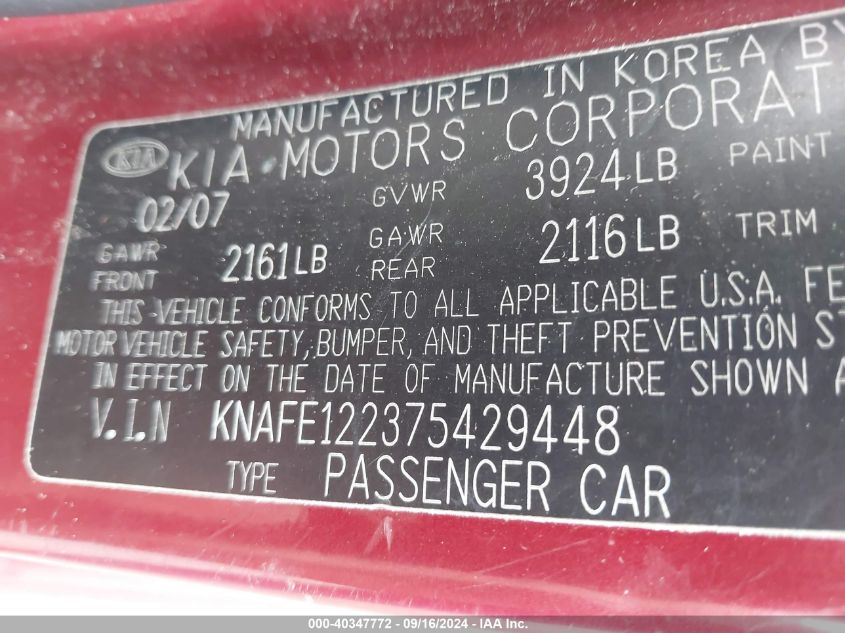 MANUFACTURED IN KOREA BY
KIA KIA MOTORS CORPORAT
02/07 GVWR 3924LB PAINT
GAWR FRONT 2161LB GAWR REAR 2116LB TRIM
THIS VEHICLE CONFORMS TO ALL APPLICABLE U.S.A. FE
MOTOR VEHICLE SAFETY, BUMPER, AND THEFT PREVENTION ST
IN EFFECT ON THE DATE OF MANUFACTURE SHOWN A
V.I.N KNAFE122375429448
TYPE PASSENGER CAR
000-40347772 - 09/16/2024 - IAA Inc.